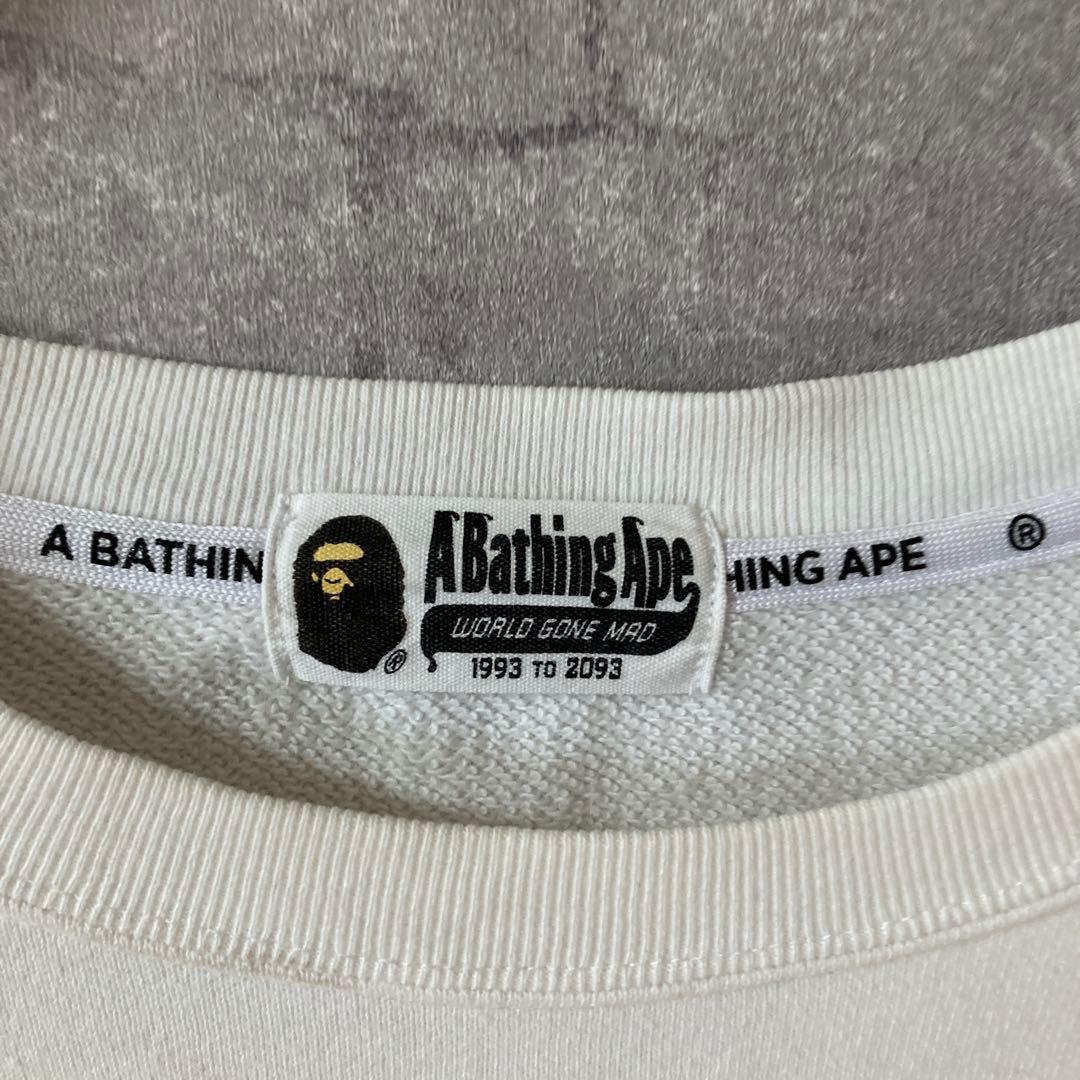 A BATHIN
HING APE ®
®
A Bathing Ape
WORLD GONE MAD
1993 TO 2093